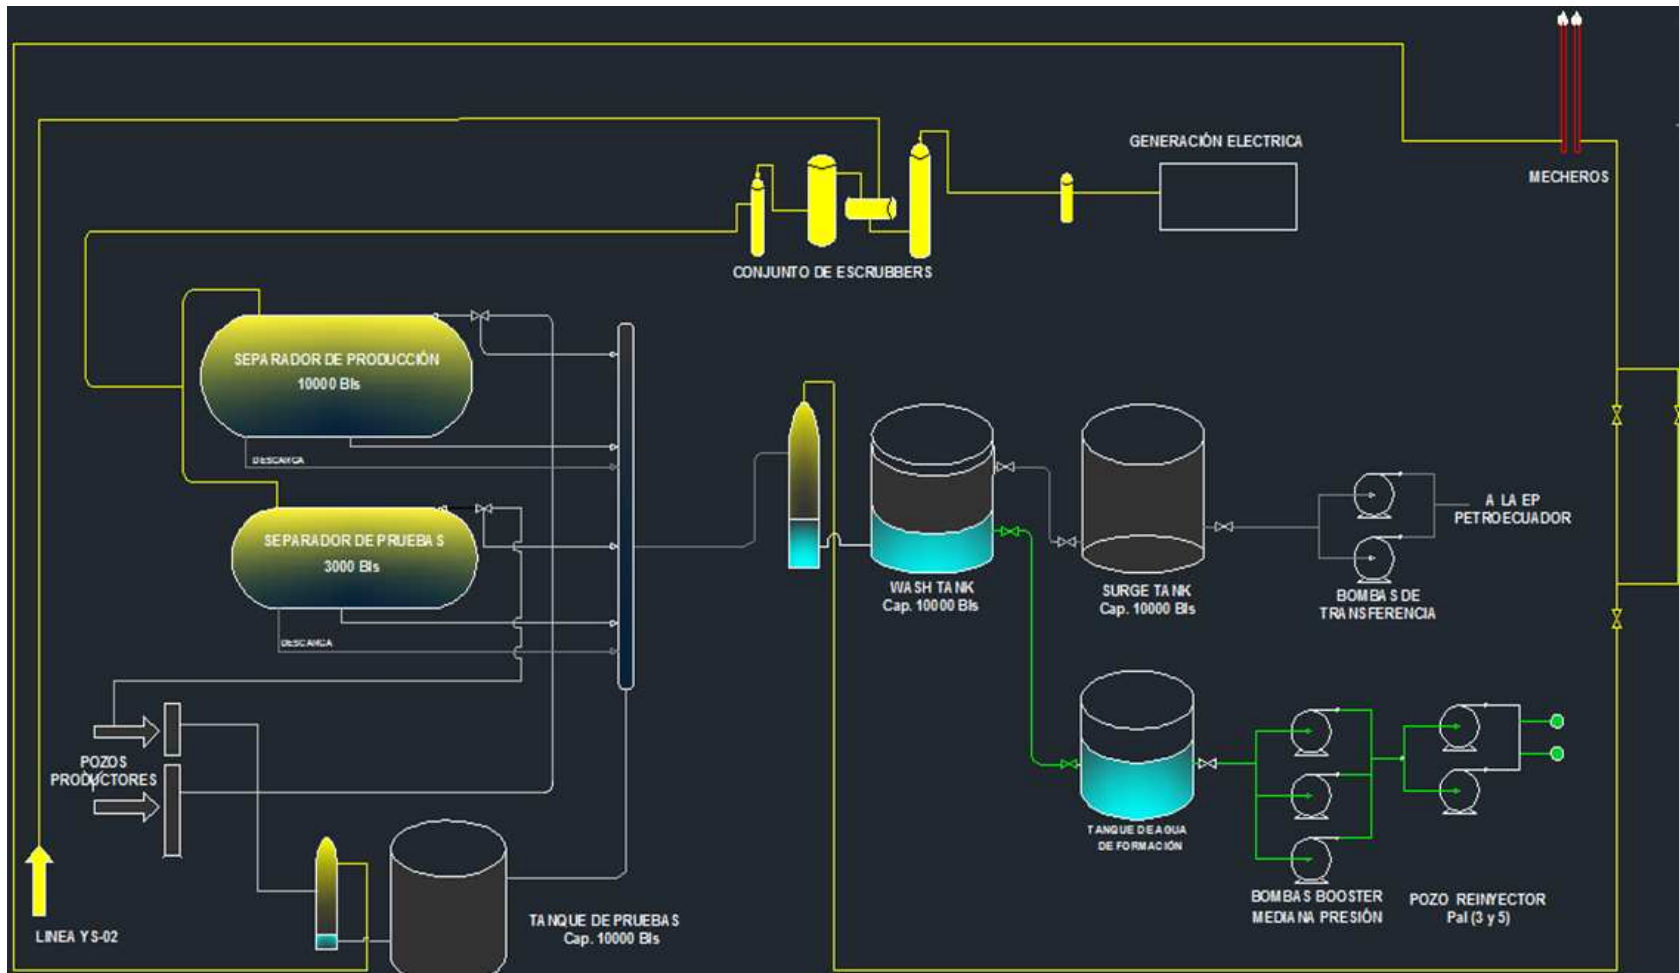 GENERACIÓN ELECTRICA
MECHEROS
CONJUNTO DE ESCRUBBERS
SEPARADOR DE PRODUCCIÓN
10000 Bls
DESCARGA
SEPARADOR DE PRUEBAS
3000 Bls
DESCARGA
WASH TANK
Cap. 10000 Bls
SURGE TANK
Cap. 10000 Bls
A LA EP
PETROECUADOR
BOMBAS DE
TRANSFERENCIA
POZOS
PRODUCTORES
TANQUE DE AGUA
DE FORMACIÓN
BOMBAS BOOSTER
MEDIANA PRESIÓN
POZO REINYECTOR
Pal (3 y 5)
LINEA YS-02
TANQUE DE PRUEBAS
Cap. 10000 Bls